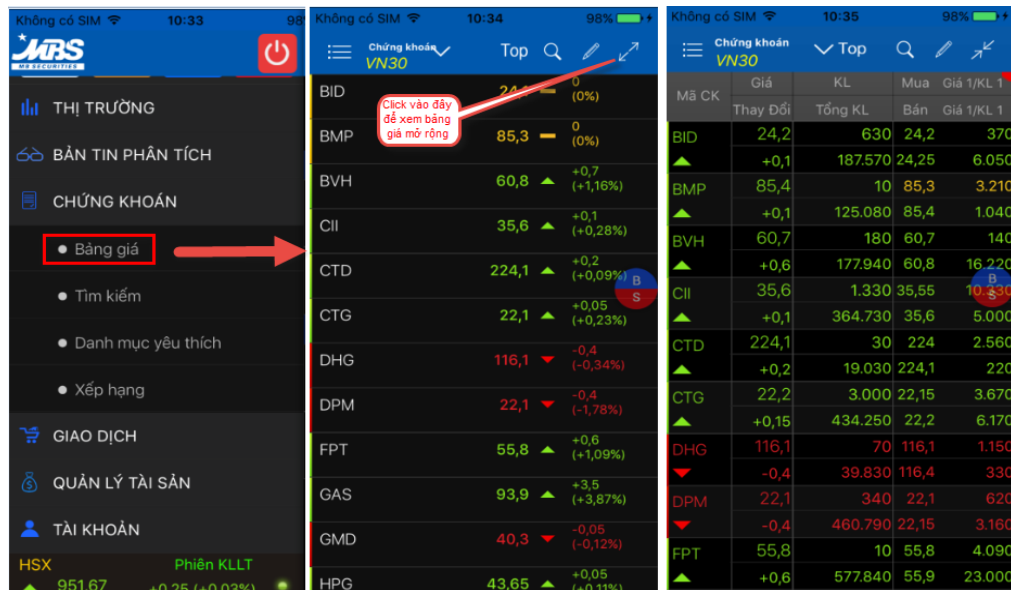 Không có SIM 10:33 98
MBS
MB SECURITIES
THỊ TRƯỜNG
BẢN TIN PHÂN TÍCH
CHỨNG KHOÁN
Bảng giá
Tìm kiếm
Danh mục yêu thích
Xếp hạng
GIAO DỊCH
QUẢN LÝ TÀI SẢN
TÀI KHOẢN
HSX Phiên KLLT
951,67 +0,25 (+0,03%)
Không có SIM 10:34 98%
Chứng khoán Top
VN30
Click vào đây
để xem bảng
giá mở rộng
BID 0
(0%)
BMP 85,3 0
(0%)
BVH 60,8 +0,7
(+1,16%)
CII 35,6 +0,1
(+0,28%)
CTD 224,1 +0,2
(+0,09%)
B
S
CTG 22,1 +0,05
(+0,23%)
DHG 116,1 -0,4
(-0,34%)
DPM 22,1 -0,4
(-1,78%)
FPT 55,8 +0,6
(+1,09%)
GAS 93,9 +3,5
(+3,87%)
GMD 40,3 -0,05
(-0,12%)
HPG 43,65 +0,05
(+0,11%)
Không có SIM 10:35 98%
Chứng khoán Top
VN30
Mã CK Giá KL Mua Giá 1/KL 1
Thay Đổi Tổng KL Bán Giá 1/KL 1
BID 24,2 630 24,2 370
+0,1 187.570 24,25 6.050
BMP 85,4 10 85,3 3.210
+0,1 125.080 85,4 1.040
BVH 60,7 180 60,7 140
+0,6 177.940 60,8 16.220
B
S
CII 35,6 1.330 35,55
+0,1 364.730 35,6 5.000
CTD 224,1 30 224 2.560
+0,2 19.030 224,1 220
CTG 22,2 3.000 22,15 3.670
+0,15 434.250 22,2 6.170
DHG 116,1 70 116,1 1.150
-0,4 39.830 116,4 330
DPM 22,1 340 22,1 620
-0,4 460.790 22,15 3.160
FPT 55,8 10 55,8 4.090
+0,6 577.840 55,9 23.000